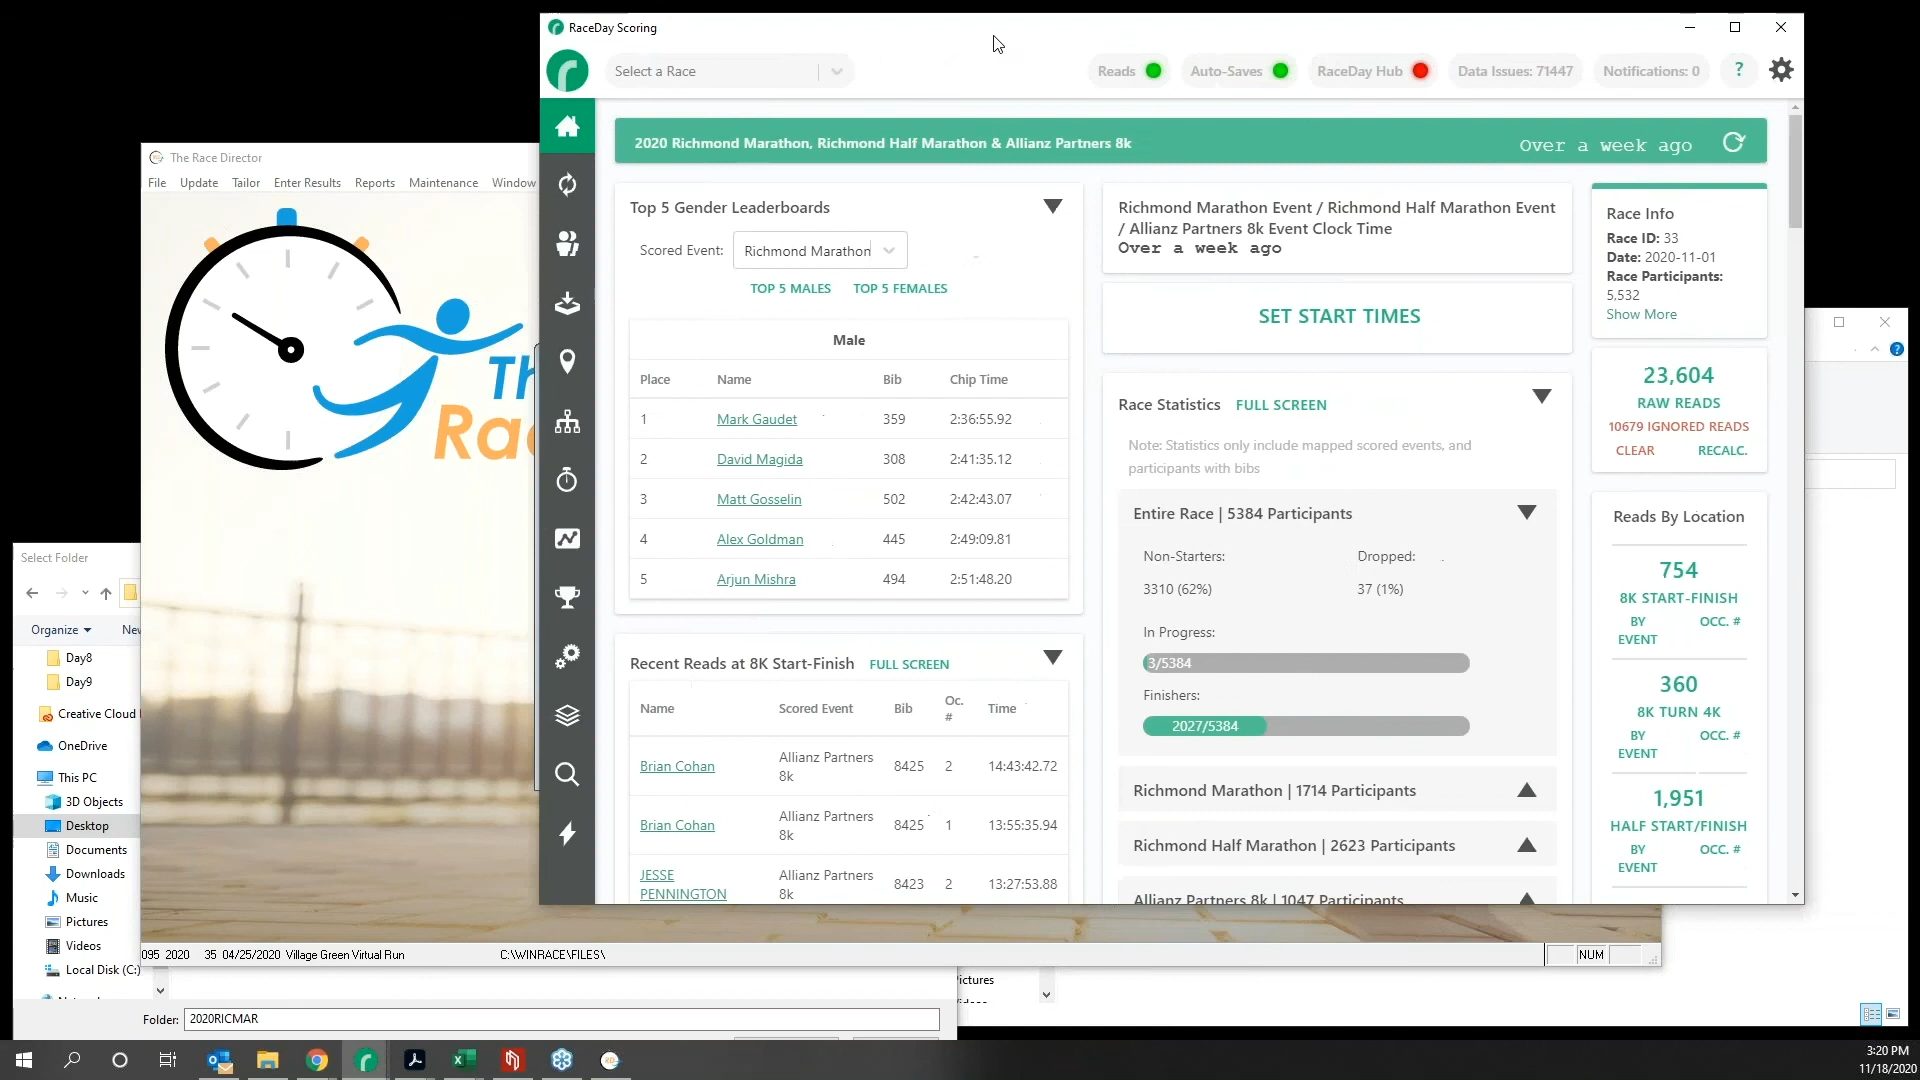 RaceDay Scoring
Select a Race
Reads
Auto-Saves
RaceDay Hub
Data Issues: 71447
Notifications: 0
?
2020 Richmond Marathon, Richmond Half Marathon & Allianz Partners 8k
Over a week ago
Top 5 Gender Leaderboards
Scored Event:
Richmond Marathon
TOP 5 MALES
TOP 5 FEMALES
Male
Place Name Bib Chip Time
1 Mark Gaudet 359 2:36:55.92
2 David Magida 308 2:41:35.12
3 Matt Gosselin 502 2:42:43.07
4 Alex Goldman 445 2:49:09.81
5 Arjun Mishra 494 2:51:48.20
Recent Reads at 8K Start-Finish FULL SCREEN
Name Scored Event Bib Oc. # Time
Brian Cohan Allianz Partners 8k 8425 2 14:43:42.72
Brian Cohan Allianz Partners 8k 8425 1 13:55:35.94
JESSE PENNINGTON Allianz Partners 8k 8423 2 13:27:53.88
Richmond Marathon Event / Richmond Half Marathon Event
/ Allianz Partners 8k Event Clock Time
Over a week ago
SET START TIMES
Race Statistics FULL SCREEN
Note: Statistics only include mapped scored events, and
participants with bibs
Entire Race | 5384 Participants
Non-Starters: Dropped:
3310 (62%) 37 (1%)
In Progress:
3/5384
Finishers:
2027/5384
Richmond Marathon | 1714 Participants
Richmond Half Marathon | 2623 Participants
Allianz Partners 8k | 1047 Participants
Race Info
Race ID: 33
Date: 2020-11-01
Race Participants:
5,532
Show More
23,604
RAW READS
10679 IGNORED READS
CLEAR RECALC.
Reads By Location
754
8K START-FINISH
BY EVENT OCC. #
360
8K TURN 4K
BY EVENT OCC. #
1,951
HALF START/FINISH
BY EVENT OCC. #
The Race Director
File Update Tailor Enter Results Reports Maintenance Window
Th
Rac
095 2020 35 04/25/2020 Village Green Virtual Run C:\WINRACE\FILES\
NUM
Select Folder
Organize
New
Day8
Day9
Creative Cloud
OneDrive
This PC
3D Objects
Desktop
Documents
Downloads
Music
Pictures
Videos
Local Disk (C:)
Folder: 2020RICMAR
Pictures
3:20 PM
11/18/2020